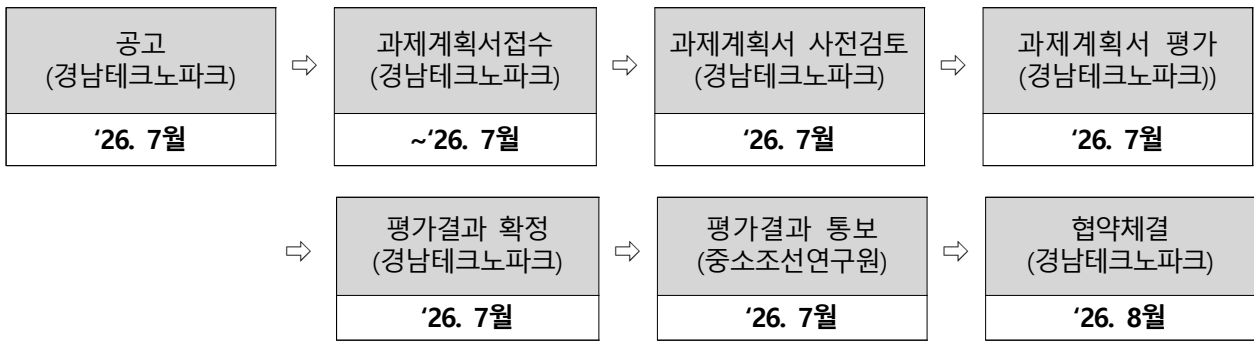 공고
(경남테크노파크)
‘26. 7월
⇨
과제계획서접수
(경남테크노파크)
~‘26. 7월
⇨
과제계획서 사전검토
(경남테크노파크)
‘26. 7월
⇨
과제계획서 평가
(경남테크노파크))
‘26. 7월
⇨
평가결과 확정
(경남테크노파크)
‘26. 7월
⇨
평가결과 통보
(중소조선연구원)
‘26. 7월
⇨
협약체결
(경남테크노파크)
‘26. 8월